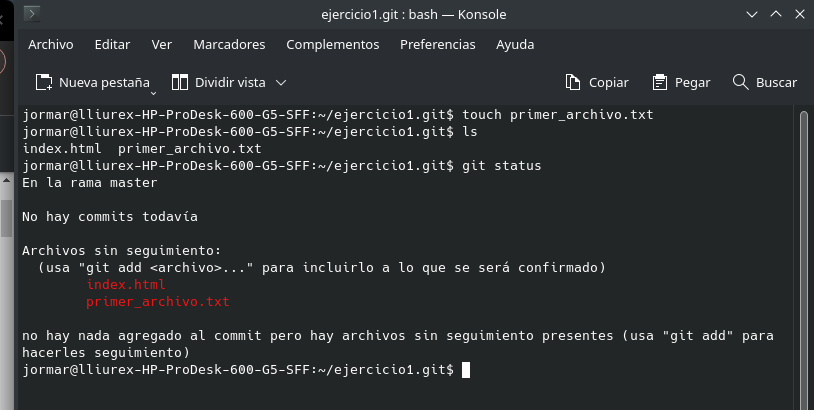 ejercicio1.git : bash — Konsole
Archivo Editar Ver Marcadores Complementos Preferencias Ayuda
Nueva pestaña Dividir vista Copiar Pegar Buscar
jormar@lliurex-HP-ProDesk-600-G5-SFF:~/ejercicio1.git$ touch primer_archivo.txt
jormar@lliurex-HP-ProDesk-600-G5-SFF:~/ejercicio1.git$ ls
index.html  primer_archivo.txt
jormar@lliurex-HP-ProDesk-600-G5-SFF:~/ejercicio1.git$ git status
En la rama master
No hay commits todavía
Archivos sin seguimiento:
  (usa "git add <archivo>..." para incluirlo a lo que se será confirmado)
        index.html
        primer_archivo.txt
no hay nada agregado al commit pero hay archivos sin seguimiento presentes (usa "git add" para
hacerles seguimiento)
jormar@lliurex-HP-ProDesk-600-G5-SFF:~/ejercicio1.git$